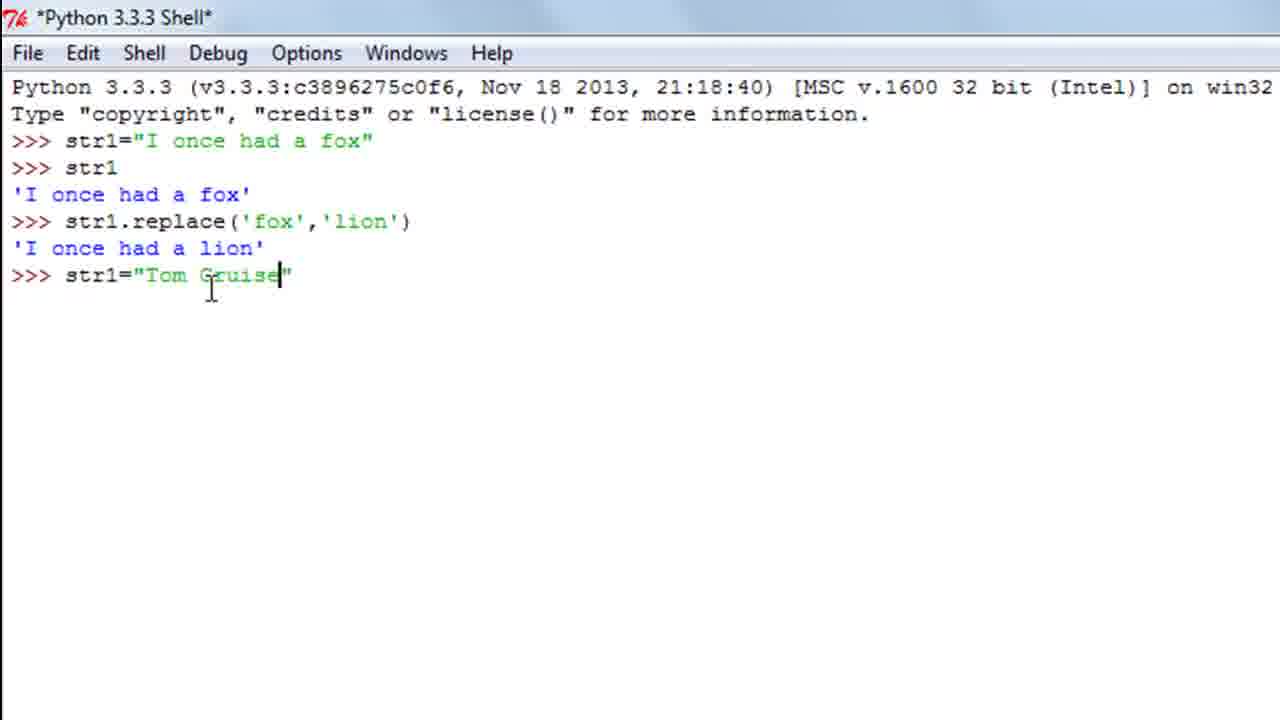 *Python 3.3.3 Shell*
File Edit Shell Debug Options Windows Help
Python 3.3.3 (v3.3.3:c3896275c0f6, Nov 18 2013, 21:18:40) [MSC v.1600 32 bit (Intel)] on win32
Type "copyright", "credits" or "license()" for more information.
>>> str1="I once had a fox"
>>> str1
'I once had a fox'
>>> str1.replace('fox','lion')
'I once had a lion'
>>> str1="Tom Cruise"